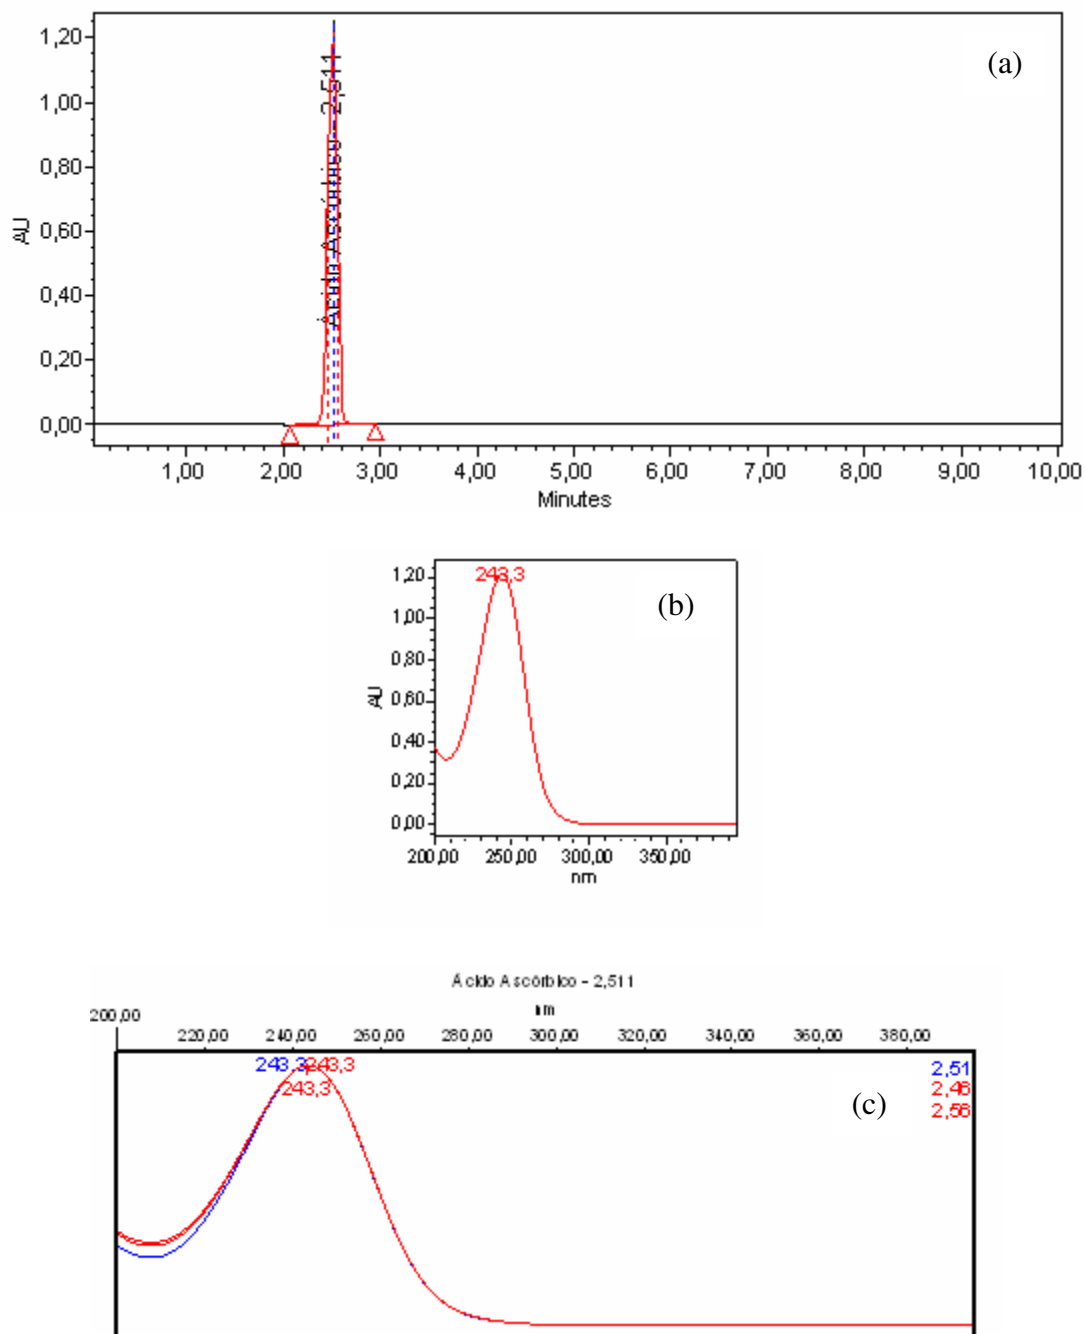 (a)
1,20
1,00
0,80
0,60
0,40
0,20
0,00
AU
Ácido Ascórbico - 2,511
1,00 2,00 3,00 4,00 5,00 6,00 7,00 8,00 9,00 10,00
Minutes
243,3
(b)
1,20
1,00
0,80
0,60
0,40
0,20
0,00
AU
200,00 250,00 300,00 350,00
nm
Ácido Ascórbico - 2,511
nm
200,00 220,00 240,00 260,00 280,00 300,00 320,00 340,00 360,00 380,00
243,3 243,3 2,51
243,3 2,46
(c) 2,56